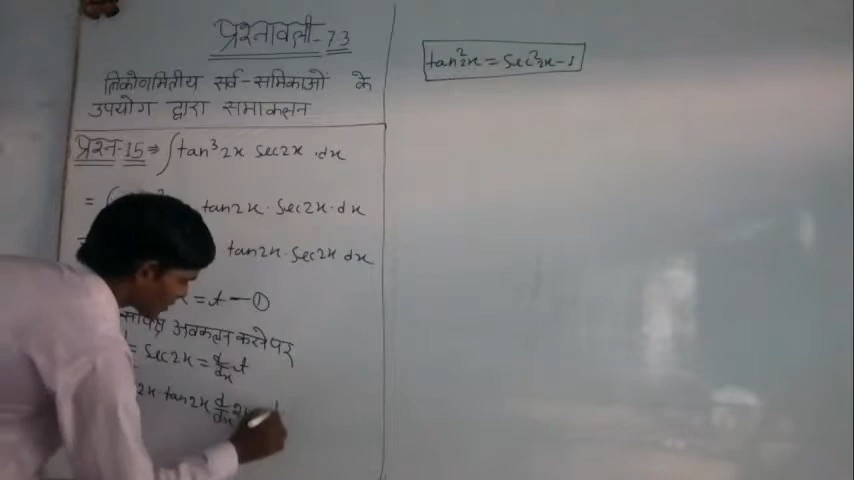 प्रश्नावली-7.3
त्रिकोणमितीय सर्व-समिकाओं के
उपयोग द्वारा समाकलन
प्रश्न-15⇒ ∫tan³2x sec2x .dx
= tan2x. Sec2x.dx
tan2x.Sec2x dx
=t —①
सापेक्ष अवकलन करने पर
Sec2x = d/dx t
2x.tan2x d/dx 2x
tan²2x = Sec²2x-1